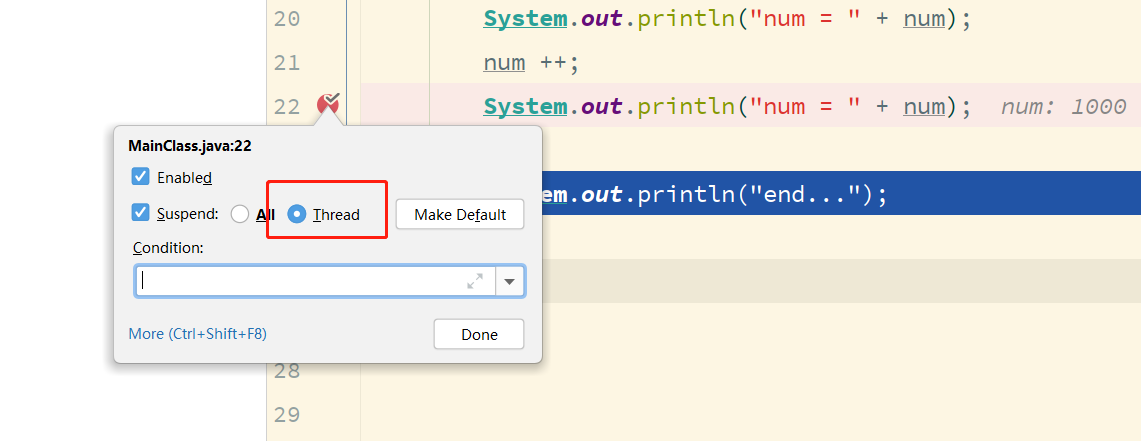 20 System.out.println("num = " + num);
21 num ++;
22 System.out.println("num = " + num); num: 1000
MainClass.java:22
Enabled
em.out.println("end...");
Suspend: All Thread Make Default
Condition:
More (Ctrl+Shift+F8) Done
28
29